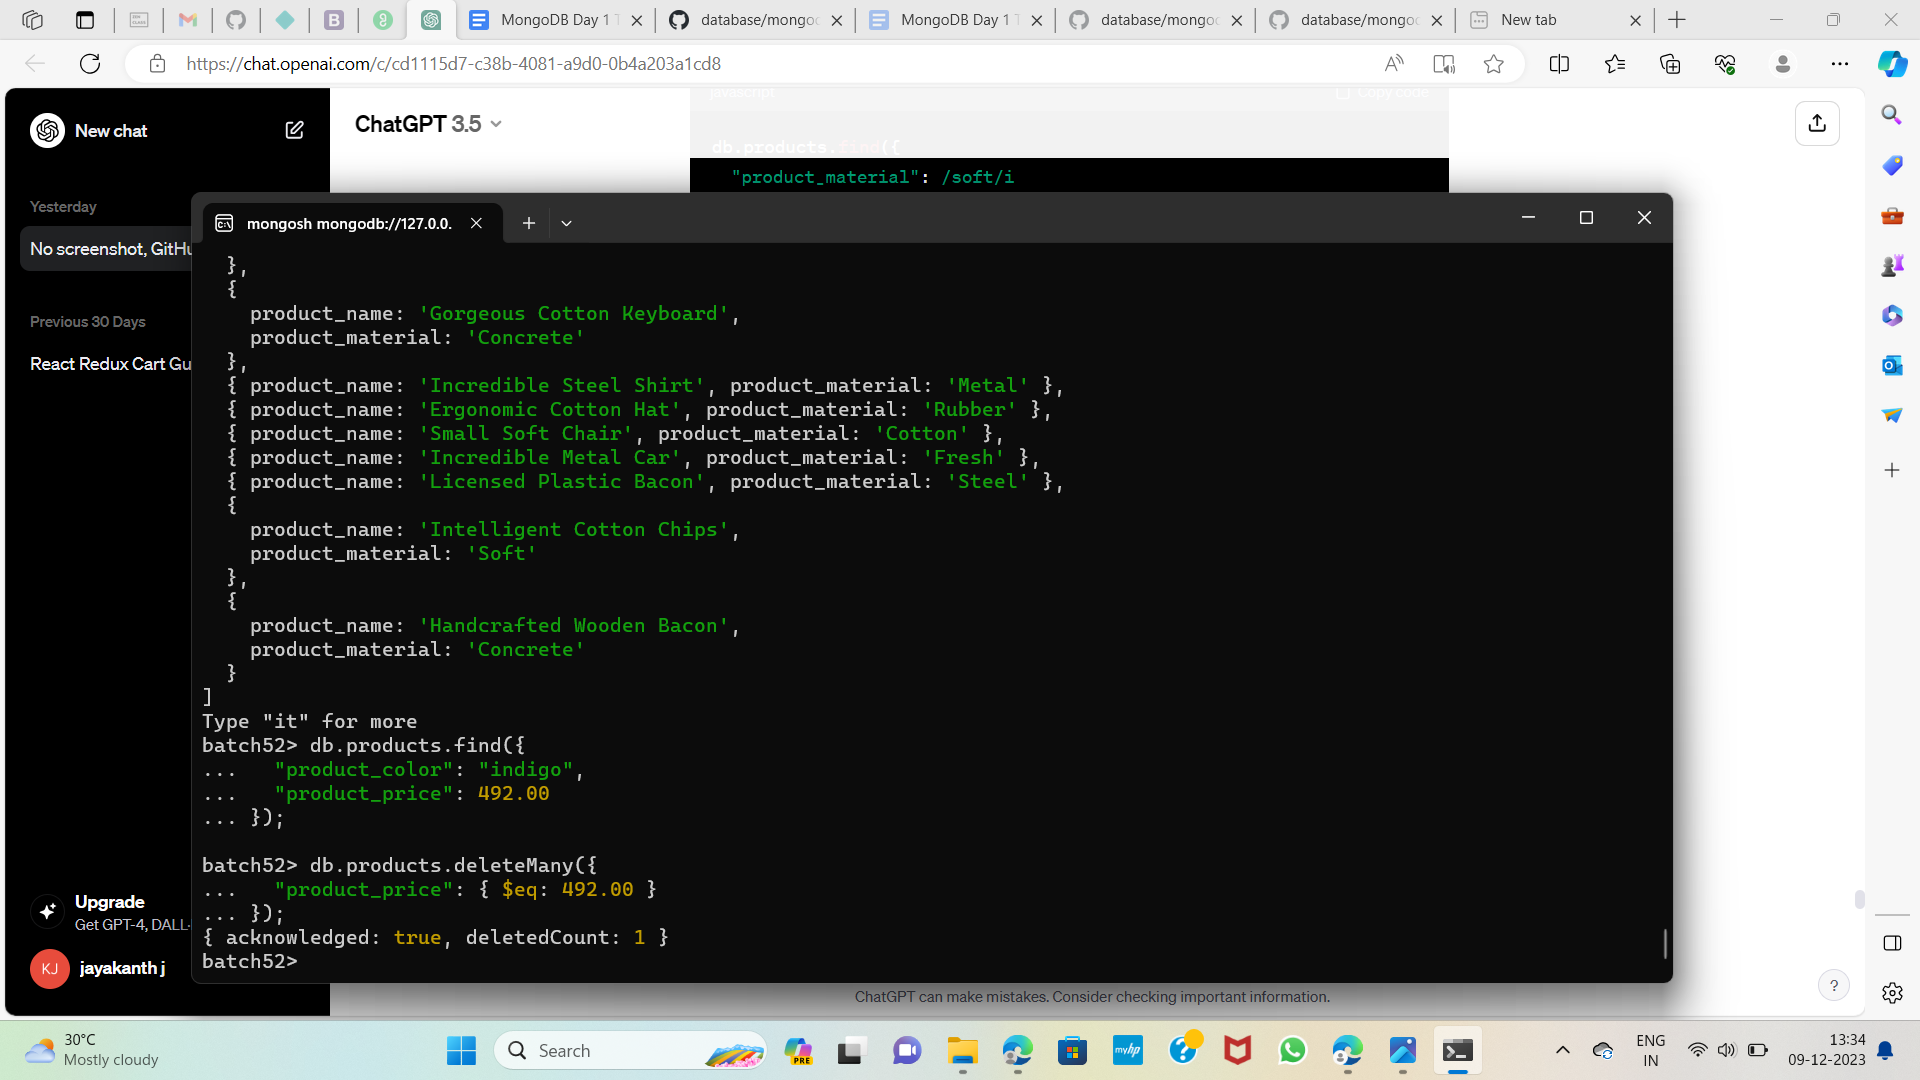 MongoDB Day 1 T
database/mongo
MongoDB Day 1 T
database/mongo
database/mongo
New tab
https://chat.openai.com/c/cd1115d7-c38b-4081-a9d0-0b4a203a1cd8
New chat
ChatGPT 3.5
javascript
Copy code
db.products.find({
"product_material": /soft/i
Yesterday
No screenshot, GitHu
Previous 30 Days
React Redux Cart Gu
mongosh mongodb://127.0.0.
},
{
product_name: 'Gorgeous Cotton Keyboard',
product_material: 'Concrete'
},
{ product_name: 'Incredible Steel Shirt', product_material: 'Metal' },
{ product_name: 'Ergonomic Cotton Hat', product_material: 'Rubber' },
{ product_name: 'Small Soft Chair', product_material: 'Cotton' },
{ product_name: 'Incredible Metal Car', product_material: 'Fresh' },
{ product_name: 'Licensed Plastic Bacon', product_material: 'Steel' },
{
product_name: 'Intelligent Cotton Chips',
product_material: 'Soft'
},
{
product_name: 'Handcrafted Wooden Bacon',
product_material: 'Concrete'
}
]
Type "it" for more
batch52> db.products.find({
...   "product_color": "indigo",
...   "product_price": 492.00
... });
batch52> db.products.deleteMany({
...   "product_price": { $eq: 492.00 }
... });
{ acknowledged: true, deletedCount: 1 }
batch52>
Upgrade
Get GPT-4, DALL·
KJ
jayakanth j
ChatGPT can make mistakes. Consider checking important information.
?
30°C
Mostly cloudy
Search
PRE
myhp
ENG
IN
13:34
09-12-2023